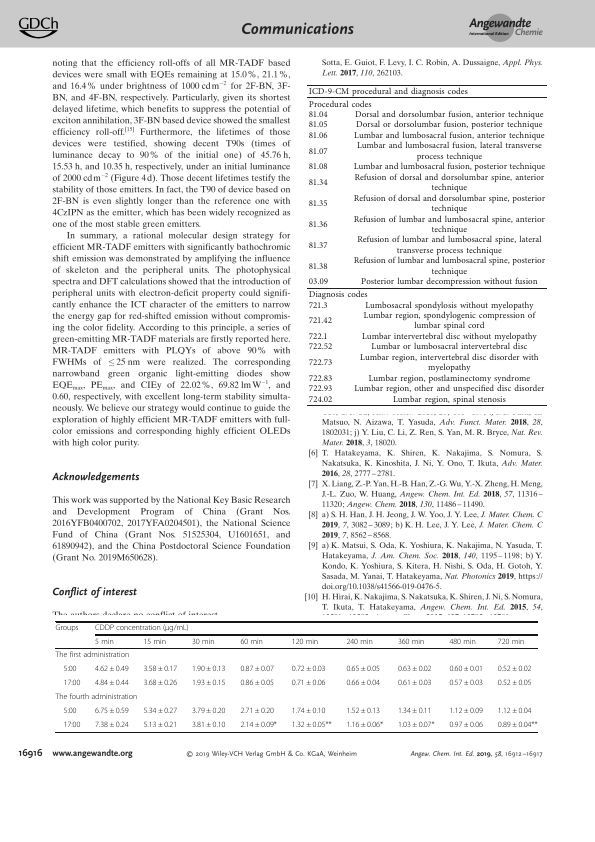 GDCh
Communications
Angewandte
International Edition Chemie
noting that the efficiency roll-offs of all MR-TADF based
devices were small with EQEs remaining at 15.0%, 21.1%,
and 16.4% under brightness of 1000 cd m−2 for 2F-BN, 3F-
BN, and 4F-BN, respectively. Particularly, given its shortest
delayed lifetime, which benefits to suppress the potential of
exciton annihilation, 3F-BN based device showed the smallest
efficiency roll-off.[15] Furthermore, the lifetimes of those
devices were testified, showing decent T90s (times of
luminance decay to 90% of the initial one) of 45.76 h,
15.53 h, and 10.35 h, respectively, under an initial luminance
of 2000 cd m−2 (Figure 4 d). Those decent lifetimes testify the
stability of those emitters. In fact, the T90 of device based on
2F-BN is even slightly longer than the reference one with
4CzIPN as the emitter, which has been widely recognized as
one of the most stable green emitters.
In summary, a rational molecular design strategy for
efficient MR-TADF emitters with significantly bathochromic
shift emission was demonstrated by amplifying the influence
of skeleton and the peripheral units. The photophysical
spectra and DFT calculations showed that the introduction of
peripheral units with electron-deficit property could signifi-
cantly enhance the ICT character of the emitters to narrow
the energy gap for red-shifted emission without compromis-
ing the color fidelity. According to this principle, a series of
green-emitting MR-TADF materials are firstly reported here.
MR-TADF emitters with PLQYs of above 90% with
FWHMs of ≤ 25 nm were realized. The corresponding
narrowband green organic light-emitting diodes show
EQEmax, PEmax, and CIEy of 22.02%, 69.82 lm W−1, and
0.60, respectively, with excellent long-term stability simulta-
neously. We believe our strategy would continue to guide the
exploration of highly efficient MR-TADF emitters with full-
color emissions and corresponding highly efficient OLEDs
with high color purity.
Acknowledgements
This work was supported by the National Key Basic Research
and Development Program of China (Grant Nos.
2016YFB0400702, 2017YFA0204501), the National Science
Fund of China (Grant Nos. 51525304, U1601651, and
61890942), and the China Postdoctoral Science Foundation
(Grant No. 2019M650628).
Conflict of interest
The authors declare no conflict of interest.
Sotta, E. Guiot, F. Levy, I. C. Robin, A. Dussaigne, Appl. Phys.
Lett. 2017, 110, 262103.
ICD-9-CM procedural and diagnosis codes
Procedural codes
81.04 Dorsal and dorsolumbar fusion, anterior technique
81.05 Dorsal or dorsolumbar fusion, posterior technique
81.06 Lumbar and lumbosacral fusion, anterior technique
81.07 Lumbar and lumbosacral fusion, lateral transverse
process technique
81.08 Lumbar and lumbosacral fusion, posterior technique
81.34 Refusion of dorsal and dorsolumbar spine, anterior
technique
81.35 Refusion of dorsal and dorsolumbar spine, posterior
technique
81.36 Refusion of lumbar and lumbosacral spine, anterior
technique
81.37 Refusion of lumbar and lumbosacral spine, lateral
transverse process technique
81.38 Refusion of lumbar and lumbosacral spine, posterior
technique
03.09 Posterior lumbar decompression without fusion
Diagnosis codes
721.3 Lumbosacral spondylosis without myelopathy
721.42 Lumbar region, spondylogenic compression of
lumbar spinal cord
722.1 Lumbar intervertebral disc without myelopathy
722.52 Lumbar or lumbosacral intervertebral disc
722.73 Lumbar region, intervertebral disc disorder with
myelopathy
722.83 Lumbar region, postlaminectomy syndrome
722.93 Lumbar region, other and unspecified disc disorder
724.02 Lumbar region, spinal stenosis
Matsuo, N. Aizawa, T. Yasuda, Adv. Funct. Mater. 2018, 28,
1802031; j) Y. Liu, C. Li, Z. Ren, S. Yan, M. R. Bryce, Nat. Rev.
Mater. 2018, 3, 18020.
[6] T. Hatakeyama, K. Shiren, K. Nakajima, S. Nomura, S.
Nakatsuka, K. Kinoshita, J. Ni, Y. Ono, T. Ikuta, Adv. Mater.
2016, 28, 2777 – 2781.
[7] X. Liang, Z.-P. Yan, H.-B. Han, Z.-G. Wu, Y.-X. Zheng, H. Meng,
J.-L. Zuo, W. Huang, Angew. Chem. Int. Ed. 2018, 57, 11316 –
11320; Angew. Chem. 2018, 130, 11486 – 11490.
[8] a) S. H. Han, J. H. Jeong, J. W. Yoo, J. Y. Lee, J. Mater. Chem. C
2019, 7, 3082 – 3089; b) K. H. Lee, J. Y. Lee, J. Mater. Chem. C
2019, 7, 8562 – 8568.
[9] a) K. Matsui, S. Oda, K. Yoshiura, K. Nakajima, N. Yasuda, T.
Hatakeyama, J. Am. Chem. Soc. 2018, 140, 1195 – 1198; b) Y.
Kondo, K. Yoshiura, S. Kitera, H. Nishi, S. Oda, H. Gotoh, Y.
Sasada, M. Yanai, T. Hatakeyama, Nat. Photonics 2019, https://
doi.org/10.1038/s41566-019-0476-5.
[10] H. Hirai, K. Nakajima, S. Nakatsuka, K. Shiren, J. Ni, S. Nomura,
T. Ikuta, T. Hatakeyama, Angew. Chem. Int. Ed. 2015, 54,
Groups CDDP concentration (μg/mL)
5 min 15 min 30 min 60 min 120 min 240 min 360 min 480 min 720 min
The first administration
5:00 4.62 ± 0.49 3.58 ± 0.17 1.90 ± 0.13 0.87 ± 0.07 0.72 ± 0.03 0.65 ± 0.05 0.63 ± 0.02 0.60 ± 0.01 0.52 ± 0.02
17:00 4.84 ± 0.44 3.68 ± 0.26 1.93 ± 0.15 0.86 ± 0.05 0.71 ± 0.06 0.66 ± 0.04 0.61 ± 0.03 0.57 ± 0.03 0.52 ± 0.05
The fourth administration
5:00 6.75 ± 0.59 5.34 ± 0.27 3.79 ± 0.20 2.71 ± 0.20 1.74 ± 0.10 1.52 ± 0.13 1.34 ± 0.11 1.12 ± 0.09 1.12 ± 0.04
17:00 7.38 ± 0.24 5.13 ± 0.21 3.81 ± 0.10 2.14 ± 0.09* 1.32 ± 0.05** 1.16 ± 0.06* 1.03 ± 0.07* 0.97 ± 0.06 0.89 ± 0.04**
16916 www.angewandte.org © 2019 Wiley-VCH Verlag GmbH & Co. KGaA, Weinheim Angew. Chem. Int. Ed. 2019, 58, 16912 –16917